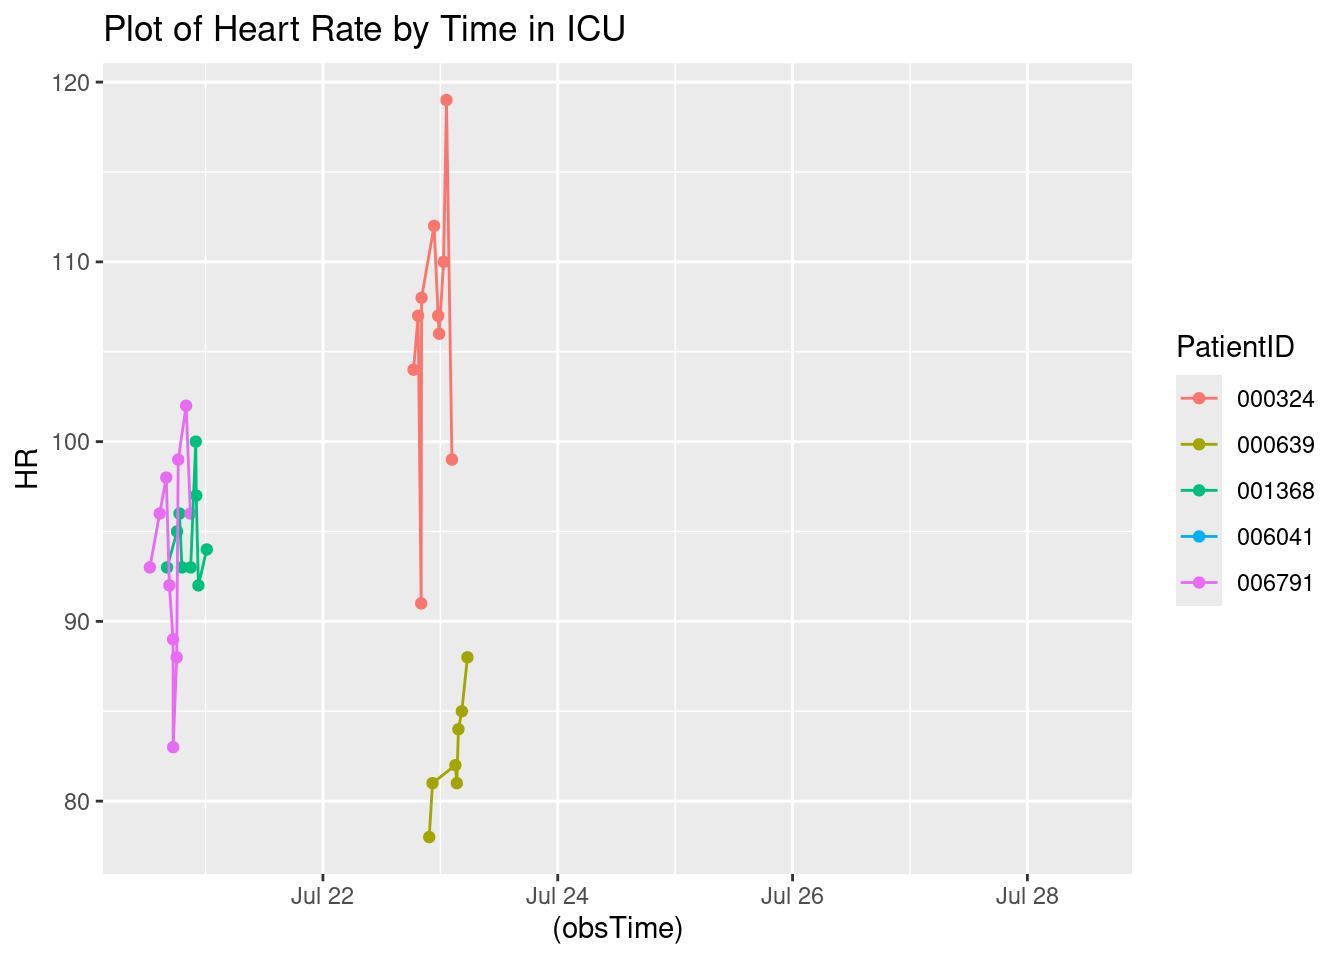 Plot of Heart Rate by Time in ICU
120
110
100
90
80
HR
Jul 22
Jul 24
Jul 26
Jul 28
(obsTime)
PatientID
000324
000639
001368
006041
006791